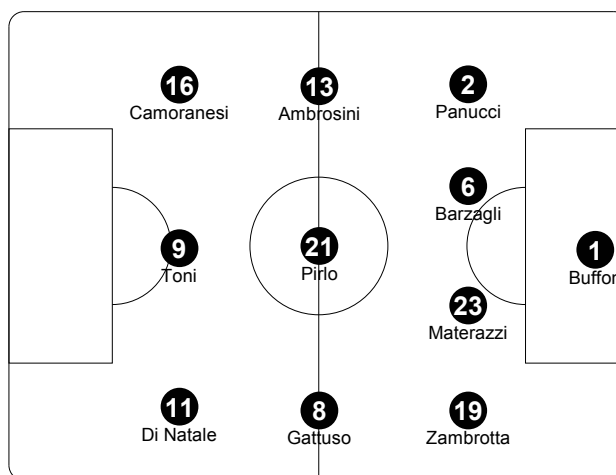 16
Camoranesi
13
Ambrosini
2
Panucci
6
Barzagli
9
Toni
21
Pirlo
1
Buffon
23
Materazzi
11
Di Natale
8
Gattuso
19
Zambrotta